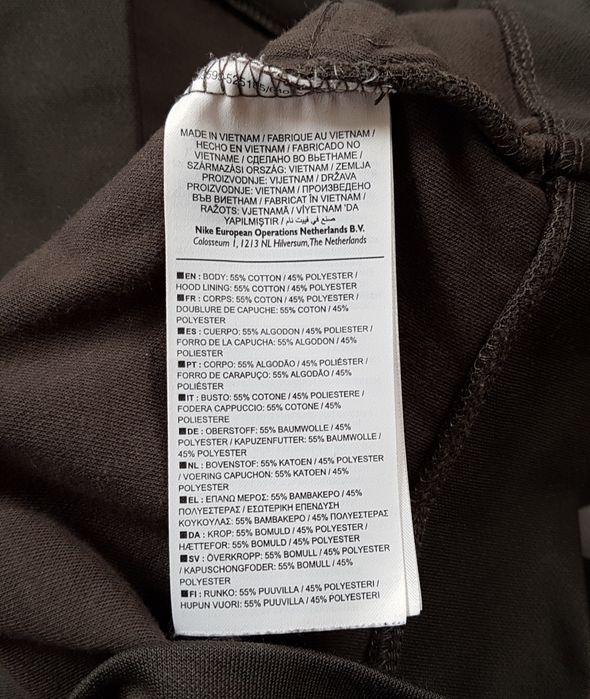 MADE IN VIETNAM / FABRIQUE AU VIETNAM /
HECHO EN VIETNAM / FABRICADO NO
VIETNAME / СДЕЛАНО ВО ВЬЕТНАМЕ /
SZÁRMAZÁSI ORSZÁG: VIETNAM / ZEMLJA
PROIZVODNJE: VIJETNAM / DRŽAVA
PROIZVODNJE: VIETNAM / ПРОИЗВЕДЕНО
ВЪВ ВИЕТНАМ / FABRICAT ÎN VIETNAM /
RAŽOTS: VJETNAMĀ / VİYETNAM 'DA
YAPILMIŞTIR / صنع في فييت نام
Nike European Operations Netherlands B.V.
Colosseum 1, 1213 NL Hilversum, The Netherlands
■EN : BODY: 55% COTTON / 45% POLYESTER /
HOOD LINING: 55% COTTON / 45% POLYESTER
■FR : CORPS: 55% COTON / 45% POLYESTER /
DOUBLURE DE CAPUCHE: 55% COTON / 45%
POLYESTER
■ES : CUERPO: 55% ALGODON / 45% POLIESTER /
FORRO DE LA CAPUCHA: 55% ALGODON / 45%
POLIESTER
■PT : CORPO: 55% ALGODÃO / 45% POLIÉSTER /
FORRO DE CARAPUÇO: 55% ALGODÃO / 45%
POLIÉSTER
■IT : BUSTO: 55% COTONE / 45% POLIESTERE /
FODERA CAPPUCCIO: 55% COTONE / 45%
POLIESTERE
■DE : OBERSTOFF: 55% BAUMWOLLE / 45%
POLYESTER / KAPUZENFUTTER: 55% BAUMWOLLE /
45% POLYESTER
■NL : BOVENSTOF: 55% KATOEN / 45% POLYESTER
/ VOERING CAPUCHON: 55% KATOEN / 45%
POLYESTER
■EL : ΕΠΑΝΩ ΜΕΡΟΣ: 55% ΒΑΜΒΑΚΕΡΟ / 45%
ΠΟΛΥΕΣΤΕΡΑΣ / ΕΣΩΤΕΡΙΚΗ ΕΠΕΝΔΥΣΗ
ΚΟΥΚΟΥΛΑΣ: 55% ΒΑΜΒΑΚΕΡΟ / 45% ΠΟΛΥΕΣΤΕΡΑΣ
■DA : KROP: 55% BOMULD / 45% POLYESTER /
HÆTTEFOR: 55% BOMULD / 45% POLYESTER
■SV : ÖVERKROPP: 55% BOMULL / 45% POLYESTER
/ KAPUSCHONGFODER: 55% BOMULL / 45%
POLYESTER
■FI : RUNKO: 55% PUUVILLA / 45% POLYESTERI /
HUPUN VUORI: 55% PUUVILLA / 45% POLYESTERI